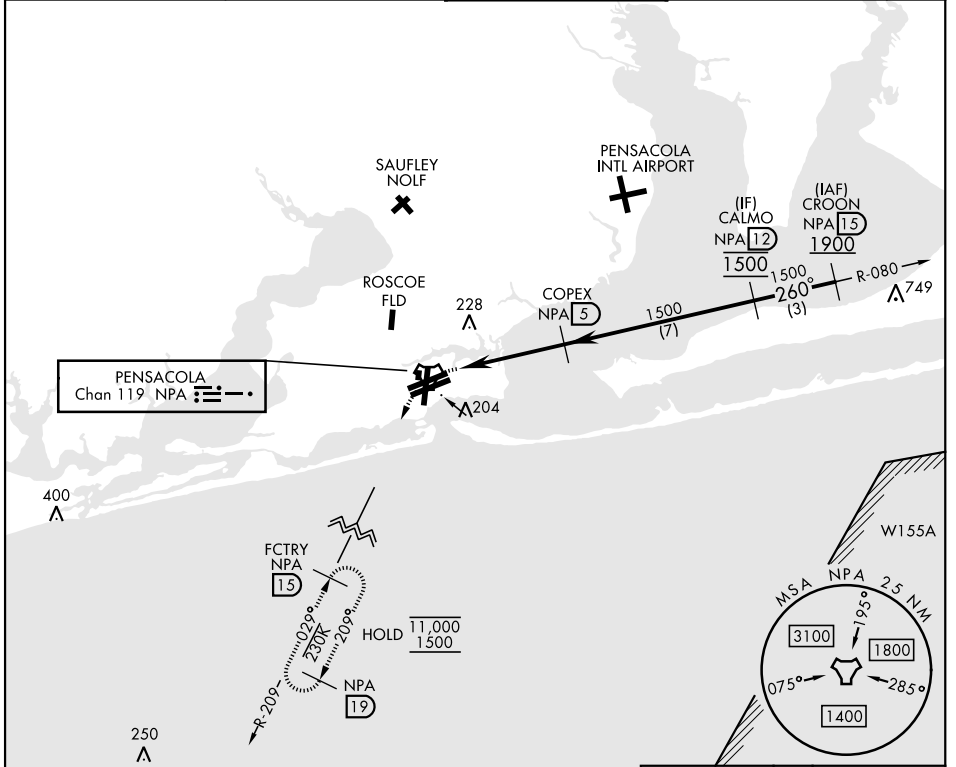 SAUFLEY
NOLF
PENSACOLA
INTL AIRPORT
(IF)
CALMO
NPA 12
1500
(IAF)
CROON
NPA 15
1900
ROSCOE
FLD
228
COPEX
NPA 5
1500
(7)
1500
260°
(3)
R-080
749
PENSACOLA
Chan 119 NPA
204
400
FCTRY
NPA
15
029°
230K
209°
HOLD 11,000
1500
NPA
19
R-209
250
W155A
MSA NPA 25 NM
195°
3100
1800
075°
285°
1400